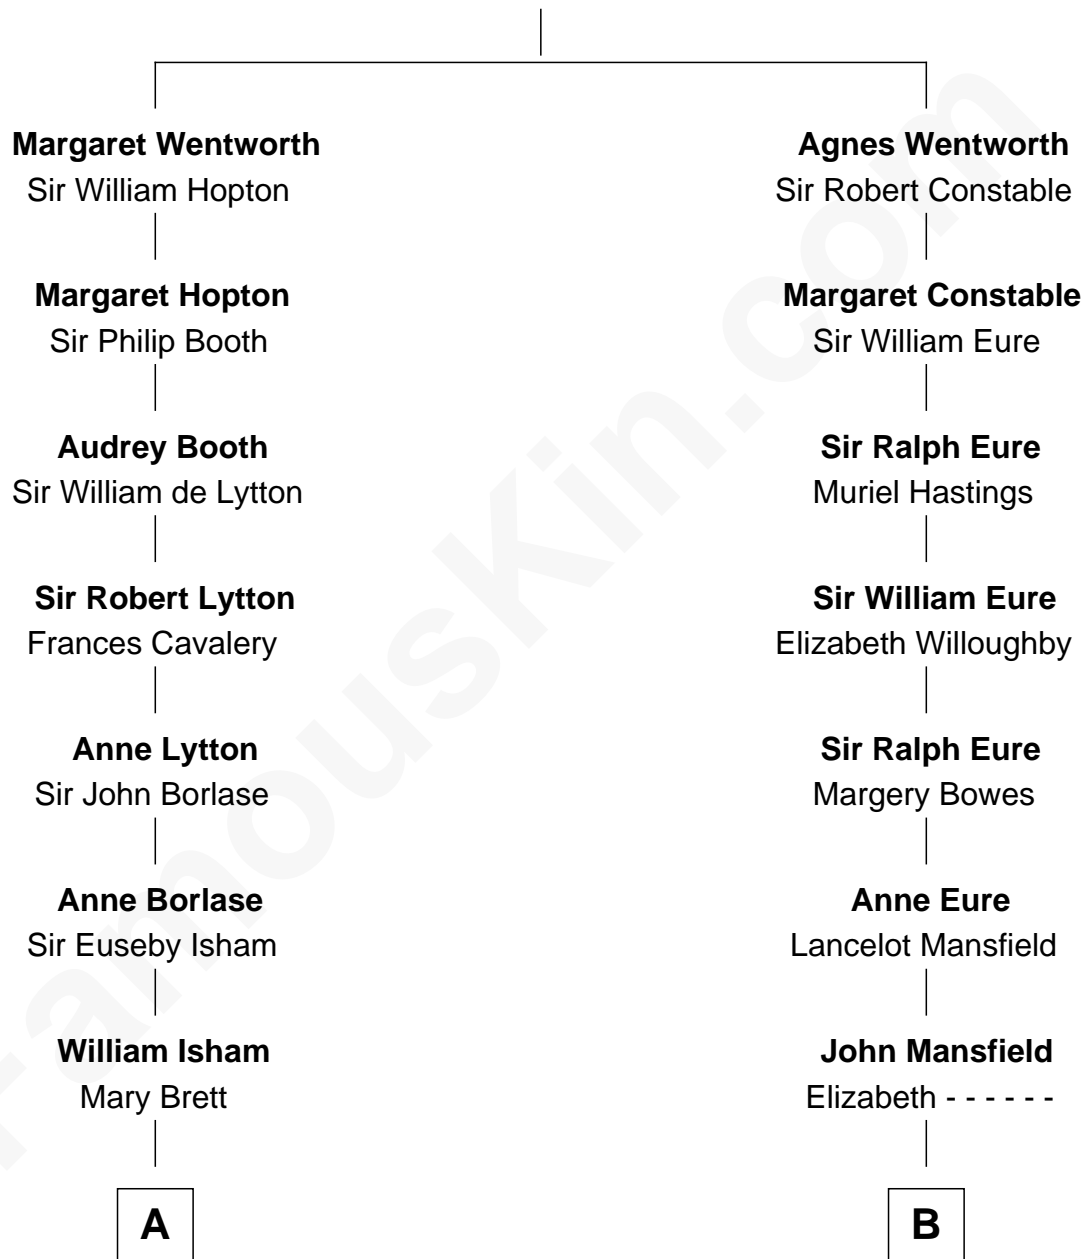 Margaret Wentworth
Sir William Hopton
Agnes Wentworth
Sir Robert Constable
Margaret Hopton
Sir Philip Booth
Margaret Constable
Sir William Eure
Audrey Booth
Sir William de Lytton
Sir Ralph Eure
Muriel Hastings
Sir Robert Lytton
Frances Cavalery
Sir William Eure
Elizabeth Willoughby
Anne Lytton
Sir John Borlase
Sir Ralph Eure
Margery Bowes
Anne Borlase
Sir Euseby Isham
Anne Eure
Lancelot Mansfield
William Isham
Mary Brett
John Mansfield
Elizabeth - - - - - -
A
B
FamousKin.com